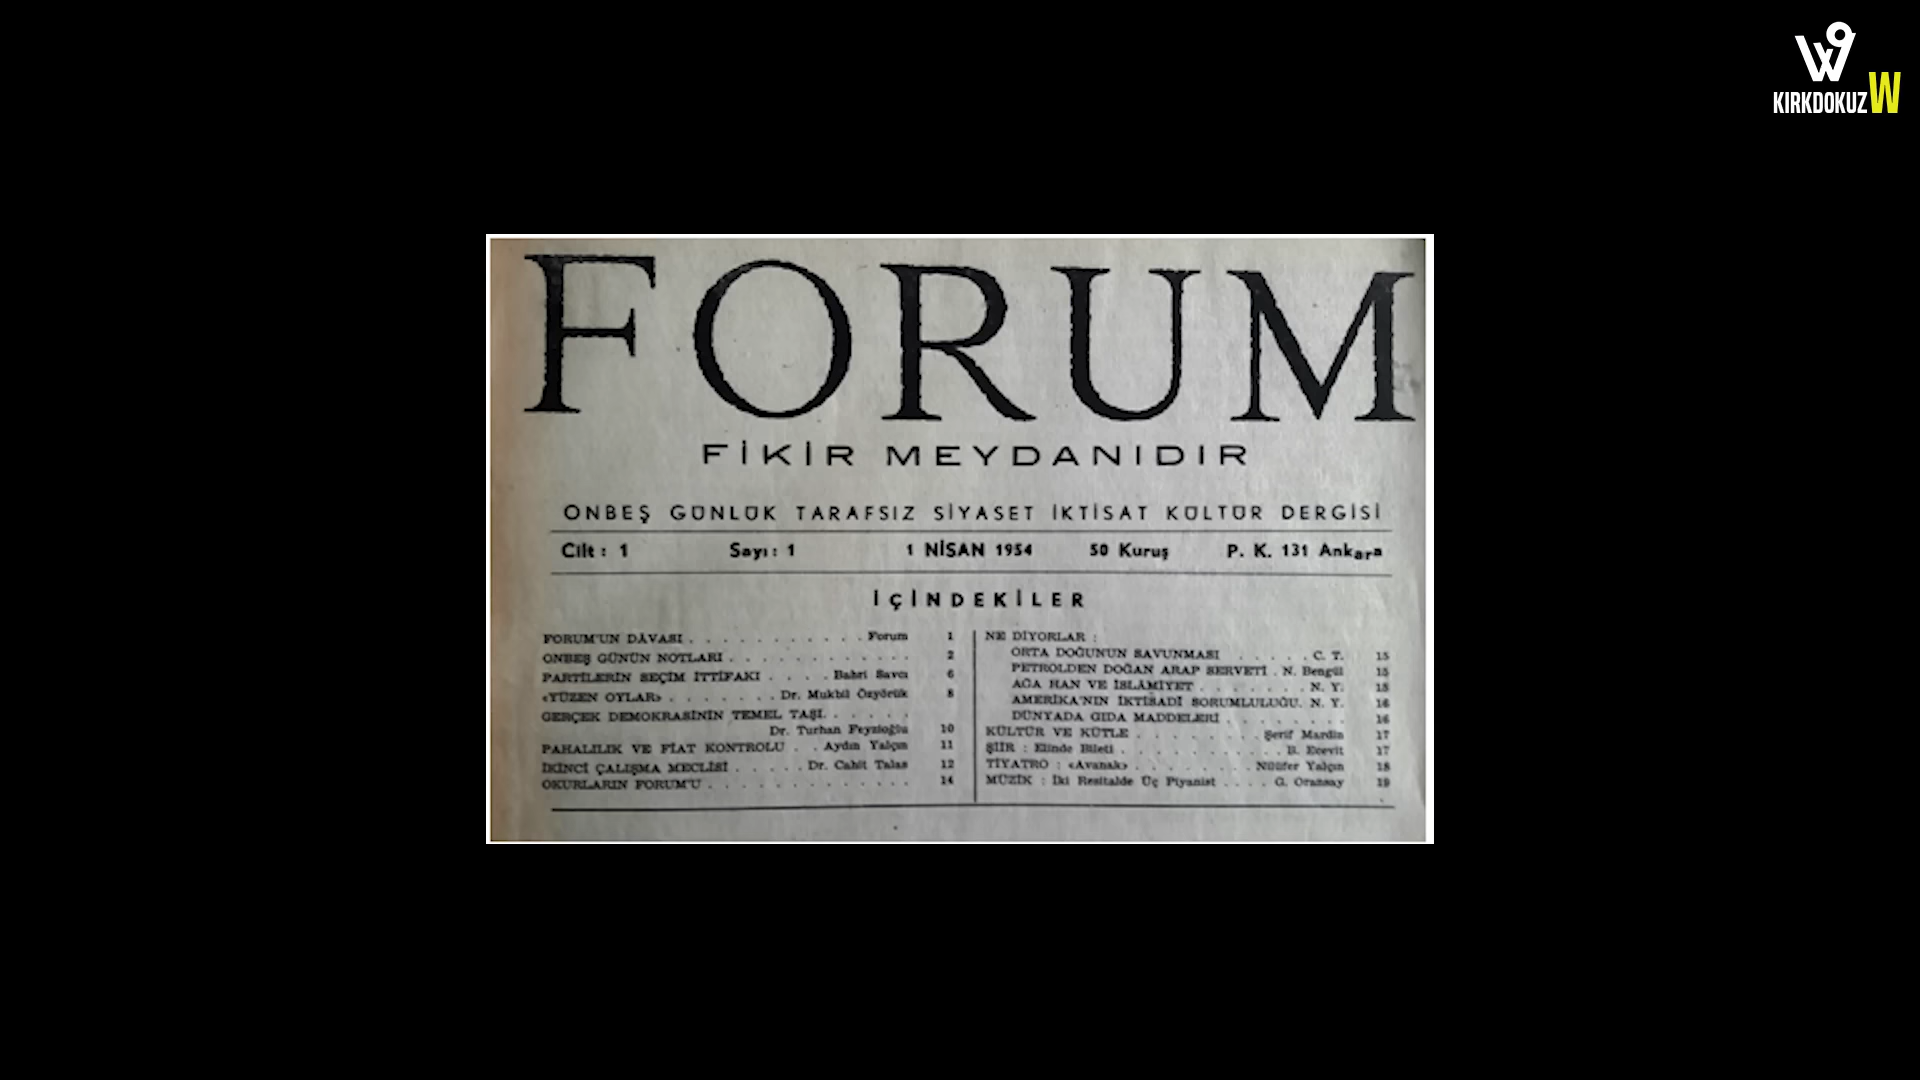 W9
KIRKDOKUZW
FORUM
FİKİR MEYDANIDIR
ONBEŞ GÜNLÜK TARAFSIZ SİYASET İKTİSAT KÜLTÜR DERGİSİ
Cilt : 1 Sayı : 1 1 NİSAN 1954 50 Kuruş P. K. 131 Ankara
İÇİNDEKİLER
FORUM'UN DÂVASI . . . . . . . . . . . Forum 1
ONBEŞ GÜNÜN NOTLARI . . . . . . . . . . . . 2
PARTİLERİN SEÇİM İTTİFAKI . . . . Bahri Savcı 6
«YÜZEN OYLAR» . . . . . . . Dr. Mukbil Özyörük 8
GERÇEK DEMOKRASİNİN TEMEL TAŞI. . . . . .
Dr. Turhan Feyzioğlu 10
PAHALILIK VE FİAT KONTROLU . . Aydın Yalçın 11
İKİNCİ ÇALIŞMA MECLİSİ . . . . . Dr. Cahit Talas 12
OKURLARIN FORUM'U . . . . . . . . . . . . . 14
NE DİYORLAR :
ORTA DOĞUNUN SAVUNMASI . . . . . C. T. 15
PETROLDEN DOĞAN ARAP SERVETİ . N. Bengül 15
AĞA HAN VE İSLÂMİYET . . . . . . . N. Y. 15
AMERİKA'NIN İKTİSADİ SORUMLULUĞU. N. Y. 16
DÜNYADA GIDA MADDELERİ . . . . . . . 16
KÜLTÜR VE KÜTLE . . . . . . . . Şerif Mardin 17
ŞİİR : Elinde Bileti . . . . . . . . . . B. Ecevit 17
TİYATRO : «Avanak» . . . . . . . . Nilüfer Yalçın 18
MÜZİK : İki Resitalde Üç Piyanist . . . . G. Oransay 19